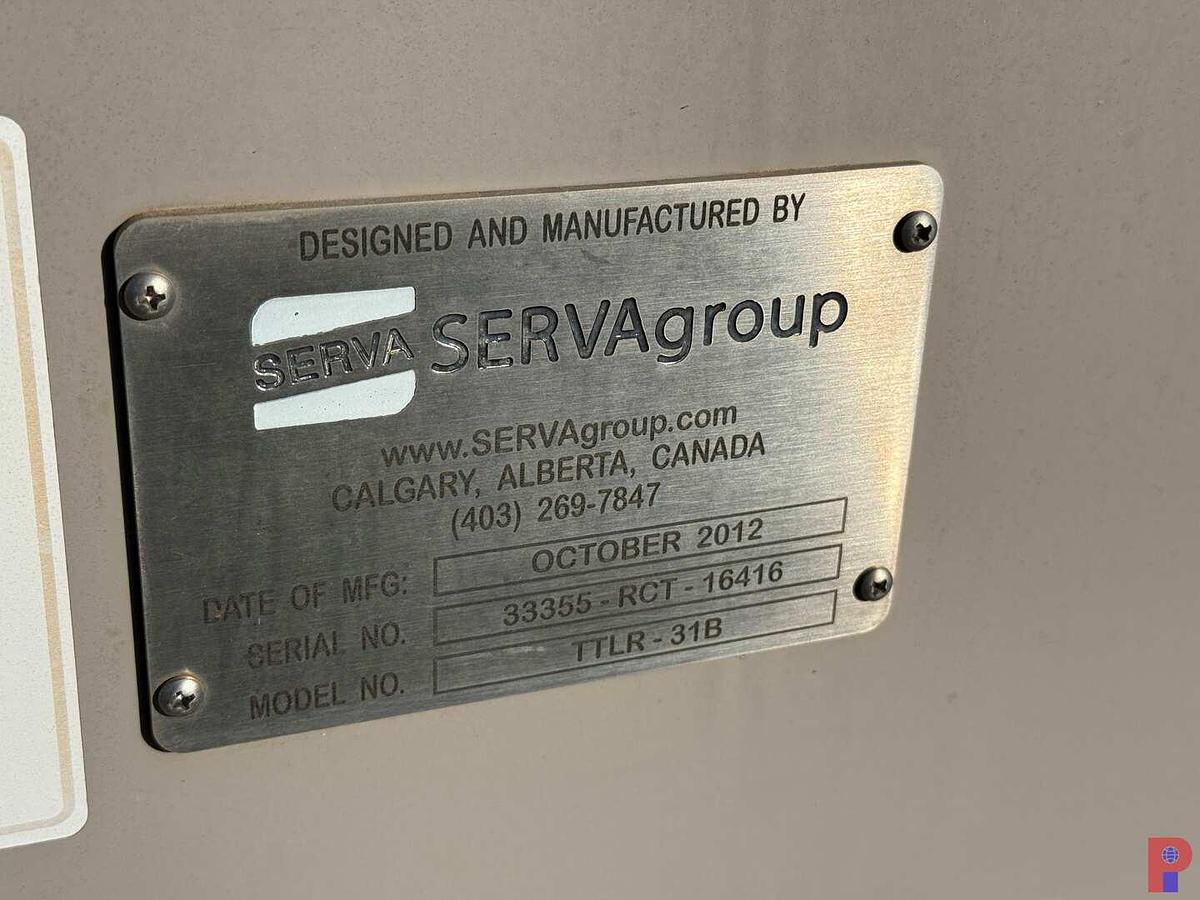 DESIGNED AND MANUFACTURED BY
SERVA SERVAgroup
www.SERVAgroup.com
CALGARY, ALBERTA, CANADA
(403) 269-7847
DATE OF MFG: OCTOBER 2012
SERIAL NO. 33355 - RCT - 16416
MODEL NO. TTLR - 31B